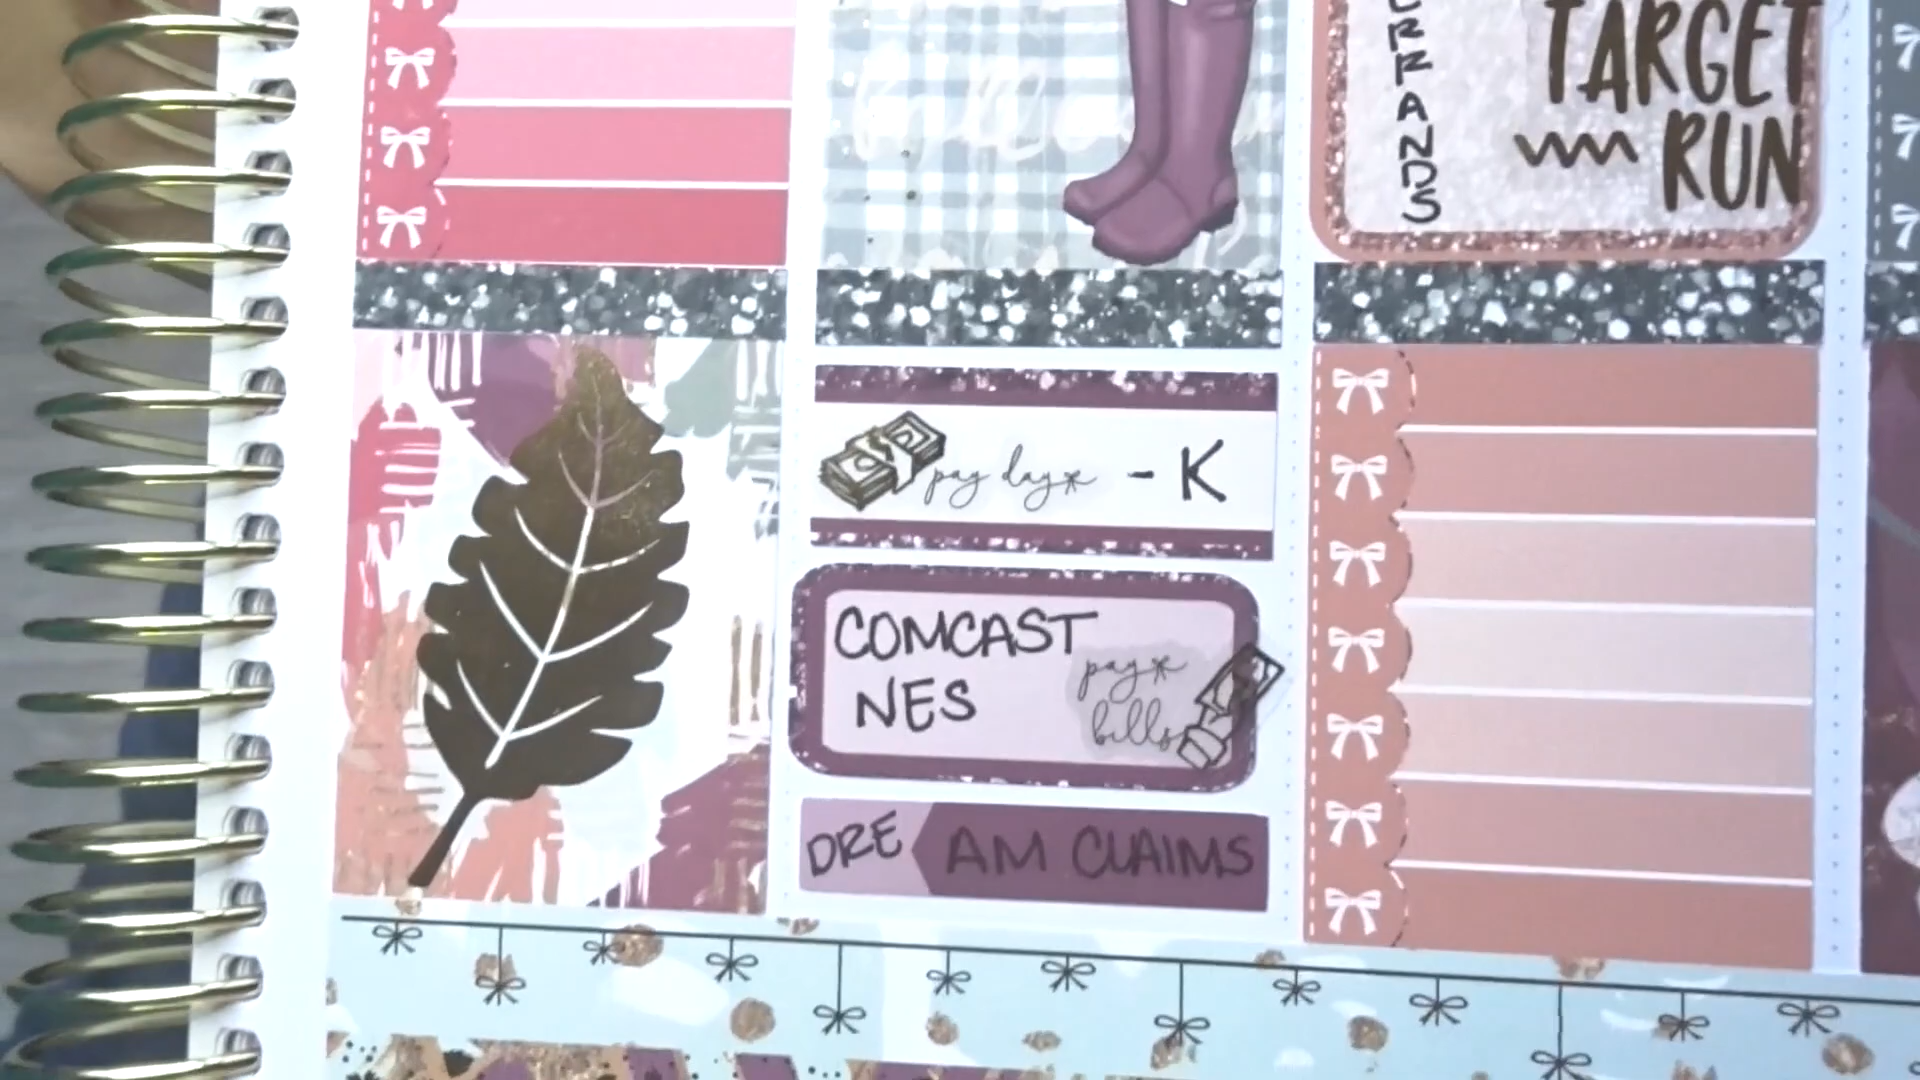 ERRANDS
TARGET
RUN
pay day - K
COMCAST
NES
pay
bills
DRE AM CLAIMS